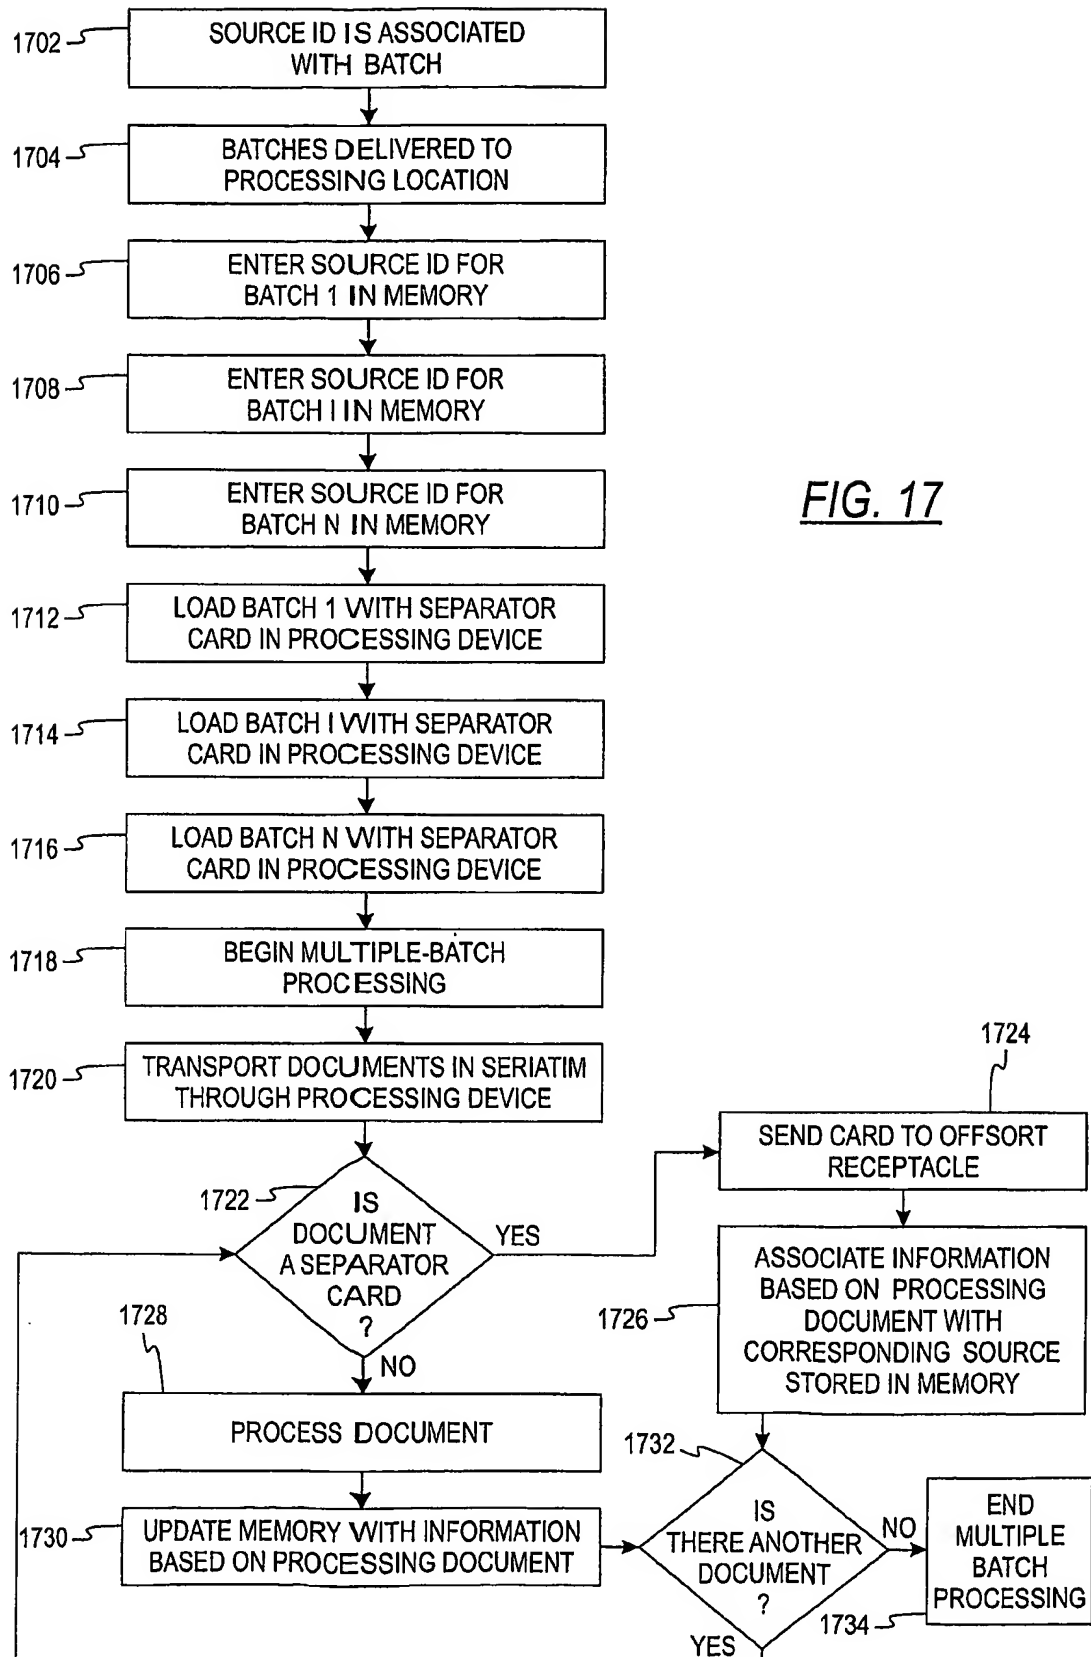 1702
SOURCE ID IS ASSOCIATED
WITH BATCH
1704
BATCHES DELIVERED TO
PROCESSING LOCATION
1706
ENTER SOURCE ID FOR
BATCH 1 IN MEMORY
1708
ENTER SOURCE ID FOR
BATCH I IN MEMORY
1710
ENTER SOURCE ID FOR
BATCH N IN MEMORY
FIG. 17
1712
LOAD BATCH 1 WITH SEPARATOR
CARD IN PROCESSING DEVICE
1714
LOAD BATCH I WITH SEPARATOR
CARD IN PROCESSING DEVICE
1716
LOAD BATCH N WITH SEPARATOR
CARD IN PROCESSING DEVICE
1718
BEGIN MULTIPLE-BATCH
PROCESSING
1720
TRANSPORT DOCUMENTS IN SERIATIM
THROUGH PROCESSING DEVICE
1722
IS
DOCUMENT
A SEPARATOR
CARD
?
YES
NO
1724
SEND CARD TO OFFSORT
RECEPTACLE
1726
ASSOCIATE INFORMATION
BASED ON PROCESSING
DOCUMENT WITH
CORRESPONDING SOURCE
STORED IN MEMORY
1728
PROCESS DOCUMENT
1730
UPDATE MEMORY WITH INFORMATION
BASED ON PROCESSING DOCUMENT
1732
IS
THERE ANOTHER
DOCUMENT
?
NO
YES
END
MULTIPLE
BATCH
PROCESSING
1734